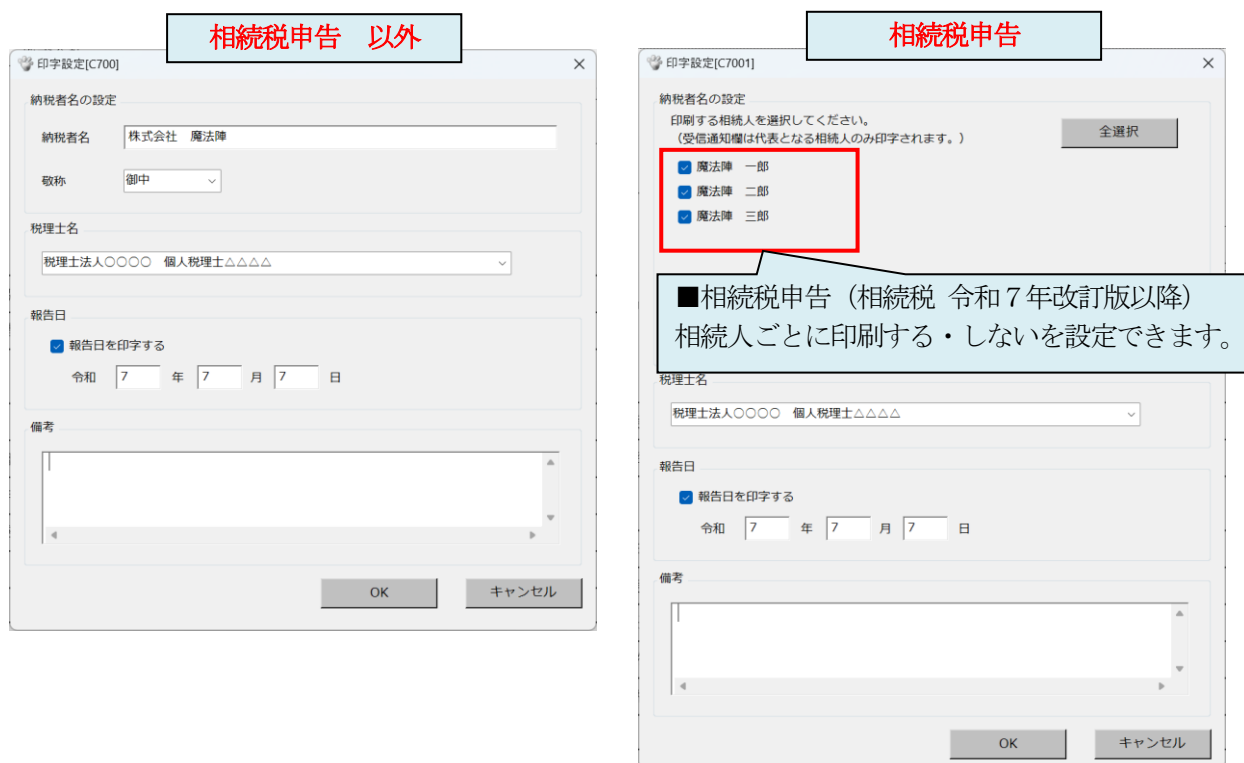 相続税申告　以外
印字設定[C700]
納税者名の設定
納税者名 株式会社　魔法陣
敬称 御中
税理士名
税理士法人○○○○　個人税理士△△△△
報告日
報告日を印字する
令和 7 年 7 月 7 日
備考
OK キャンセル
相続税申告
印字設定[C7001]
納税者名の設定
印刷する相続人を選択してください。
（受信通知欄は代表となる相続人のみ印字されます。）
全選択
魔法陣　一郎
魔法陣　二郎
魔法陣　三郎
■相続税申告（相続税 令和７年改訂版以降）
相続人ごとに印刷する・しないを設定できます。
税理士名
税理士法人○○○○　個人税理士△△△△
報告日
報告日を印字する
令和 7 年 7 月 7 日
備考
OK キャンセル